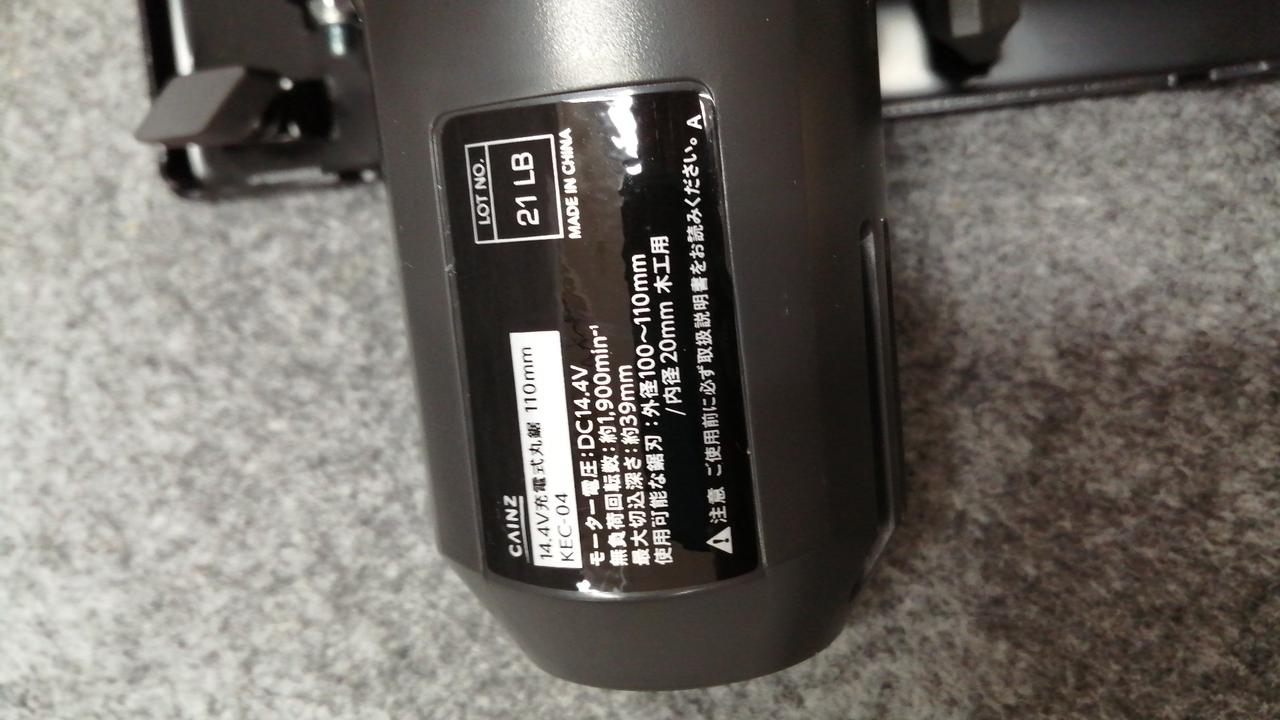 CAINZ
14.4V充電式丸鋸 110mm
KEC-04
モーター電圧:DC14.4V
無負荷回転数:約1,900min⁻¹
最大切込深さ:約39mm
使用可能な鋸刃:外径100～110mm
/内径20mm 木工用
注意 ご使用前に必ず取扱説明書をお読みください。A
LOT NO.
21 LB
MADE IN CHINA